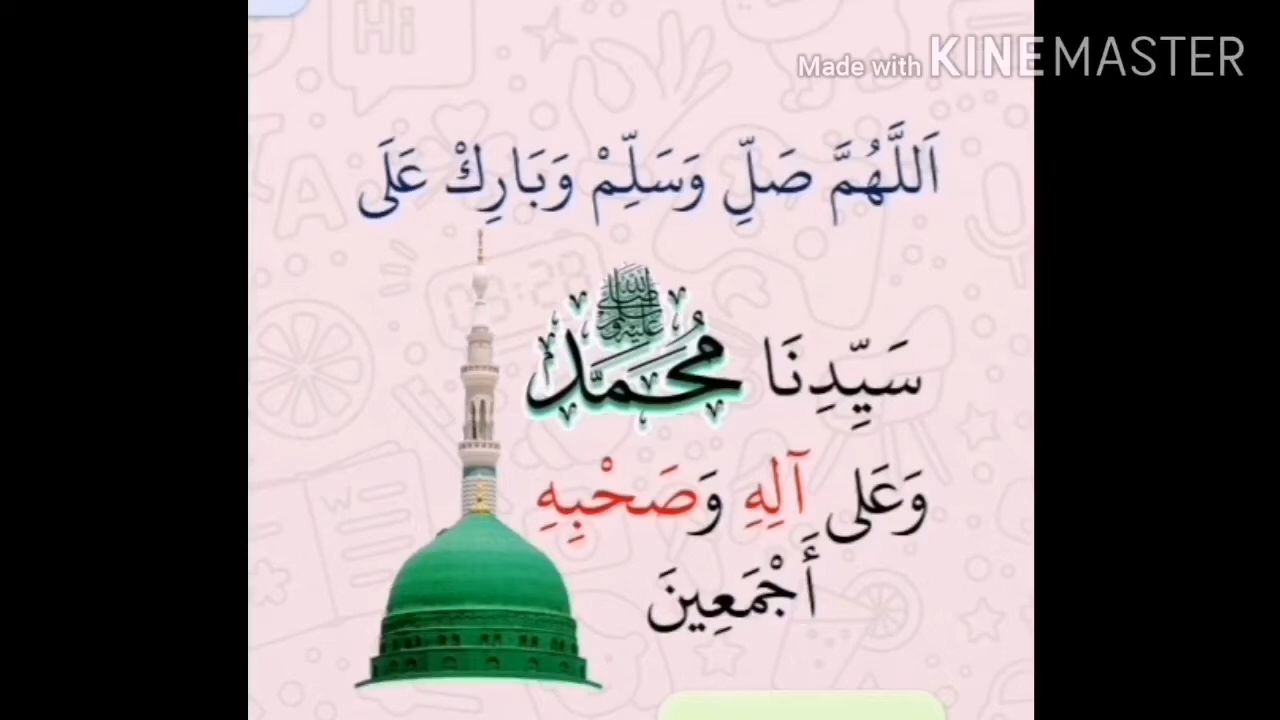 Made with KINEMASTER
اَللَّهُمَّ صَلِّ وَسَلِّمْ وَبَارِكْ عَلَى
صلى الله عليه وسلم
سَيِّدِنَا مُحَمَّد
وَعَلى آلِهِ وَصَحْبِهِ
أَجْمَعِينَ